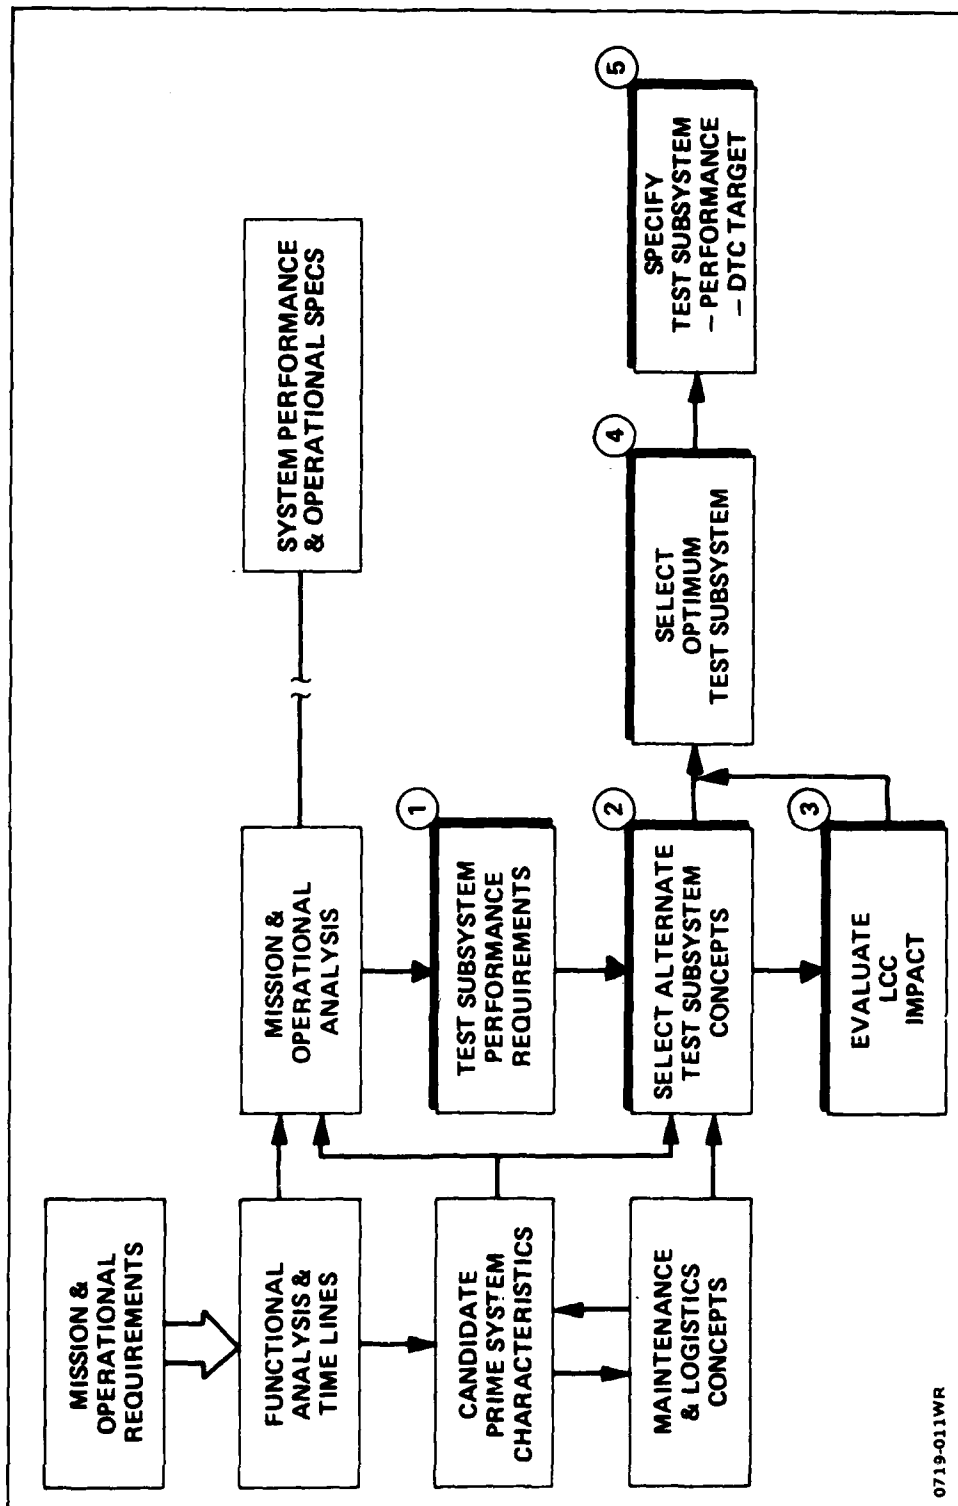 MISSION &
OPERATIONAL
REQUIREMENTS
FUNCTIONAL
ANALYSIS &
TIME LINES
CANDIDATE
PRIME SYSTEM
CHARACTERISTICS
MAINTENANCE
& LOGISTICS
CONCEPTS
MISSION &
OPERATIONAL
ANALYSIS
1
TEST SUBSYSTEM
PERFORMANCE
REQUIREMENTS
2
SELECT ALTERNATE
TEST SUBSYSTEM
CONCEPTS
3
EVALUATE
LCC
IMPACT
SYSTEM PERFORMANCE
& OPERATIONAL SPECS
4
SELECT
OPTIMUM
TEST SUBSYSTEM
5
SPECIFY
TEST SUBSYSTEM
– PERFORMANCE
– DTC TARGET
0719-011WR